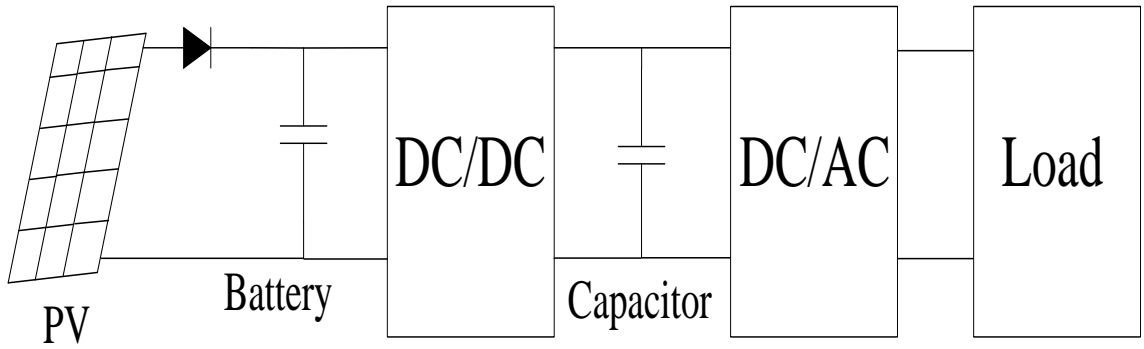 DC/DC
DC/AC
Load
Battery
Capacitor
PV